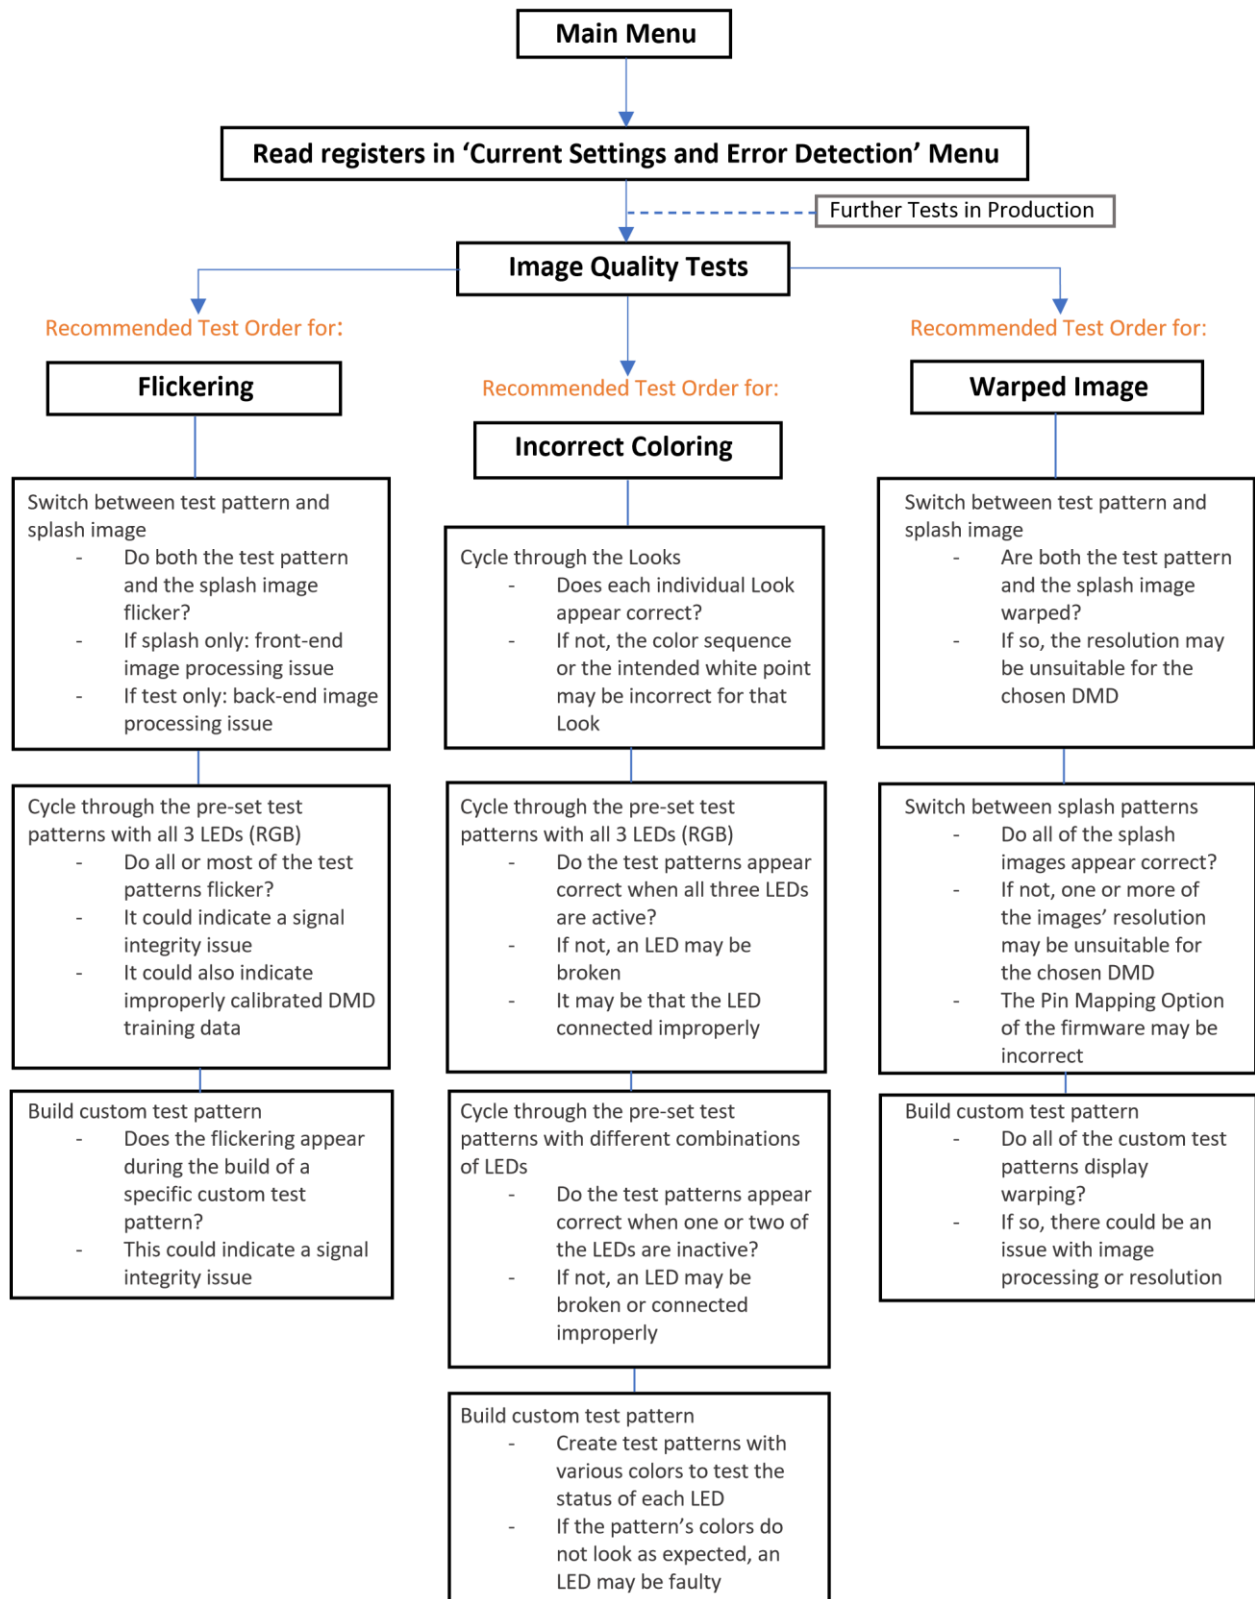 Main Menu
Read registers in ‘Current Settings and Error Detection’ Menu
Further Tests in Production
Image Quality Tests
Recommended Test Order for:
Flickering
Switch between test pattern and
splash image
- Do both the test pattern
and the splash image
flicker?
- If splash only: front-end
image processing issue
- If test only: back-end image
processing issue
Cycle through the pre-set test
patterns with all 3 LEDs (RGB)
- Do all or most of the test
patterns flicker?
- It could indicate a signal
integrity issue
- It could also indicate
improperly calibrated DMD
training data
Build custom test pattern
- Does the flickering appear
during the build of a
specific custom test
pattern?
- This could indicate a signal
integrity issue
Recommended Test Order for:
Incorrect Coloring
Cycle through the Looks
- Does each individual Look
appear correct?
- If not, the color sequence
or the intended white point
may be incorrect for that
Look
Cycle through the pre-set test
patterns with all 3 LEDs (RGB)
- Do the test patterns appear
correct when all three LEDs
are active?
- If not, an LED may be
broken
- It may be that the LED
connected improperly
Cycle through the pre-set test
patterns with different combinations
of LEDs
- Do the test patterns appear
correct when one or two of
the LEDs are inactive?
- If not, an LED may be
broken or connected
improperly
Build custom test pattern
- Create test patterns with
various colors to test the
status of each LED
- If the pattern’s colors do
not look as expected, an
LED may be faulty
Recommended Test Order for:
Warped Image
Switch between test pattern and
splash image
- Are both the test pattern
and the splash image
warped?
- If so, the resolution may
be unsuitable for the
chosen DMD
Switch between splash patterns
- Do all of the splash
images appear correct?
- If not, one or more of
the images’ resolution
may be unsuitable for
the chosen DMD
- The Pin Mapping Option
of the firmware may be
incorrect
Build custom test pattern
- Do all of the custom test
patterns display
warping?
- If so, there could be an
issue with image
processing or resolution